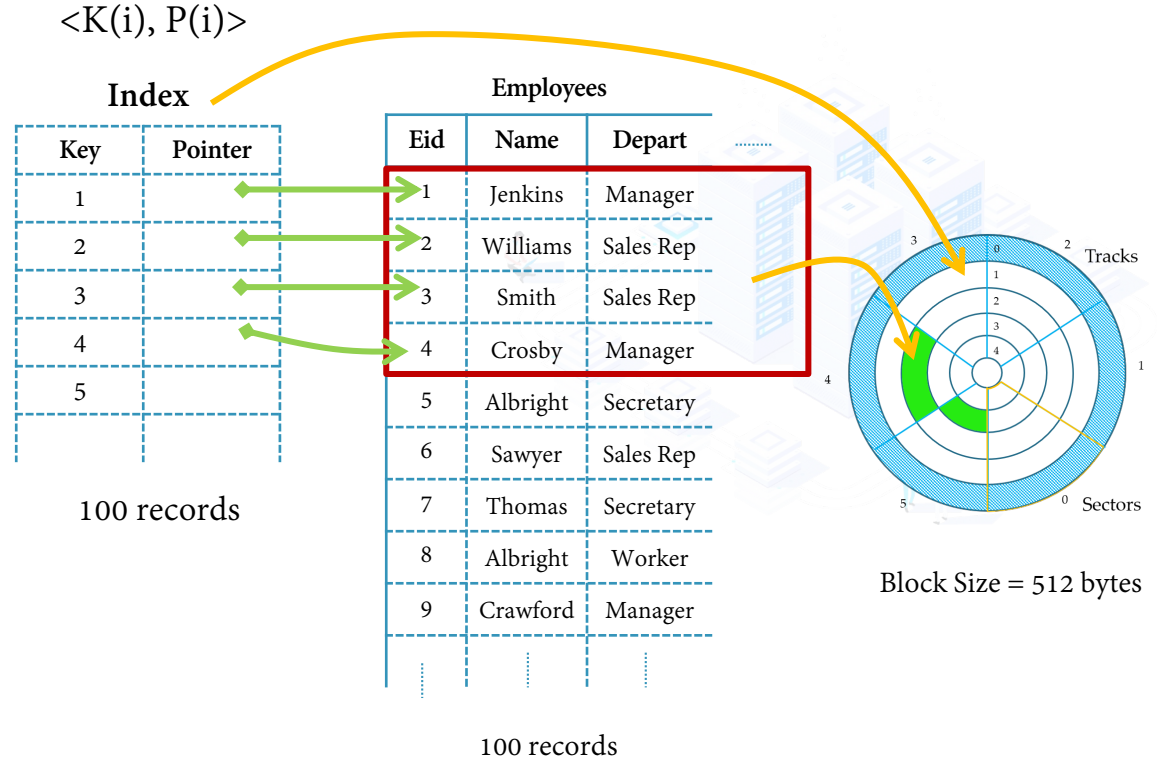 <K(i), P(i)>
Index
Key Pointer
1
2
3
4
5
100 records
Employees
Eid Name Depart ........
1 Jenkins Manager
2 Williams Sales Rep
3 Smith Sales Rep
4 Crosby Manager
5 Albright Secretary
6 Sawyer Sales Rep
7 Thomas Secretary
8 Albright Worker
9 Crawford Manager
100 records
3 0 2 Tracks
1
2
3
4
4 1
5 0 Sectors
Block Size = 512 bytes